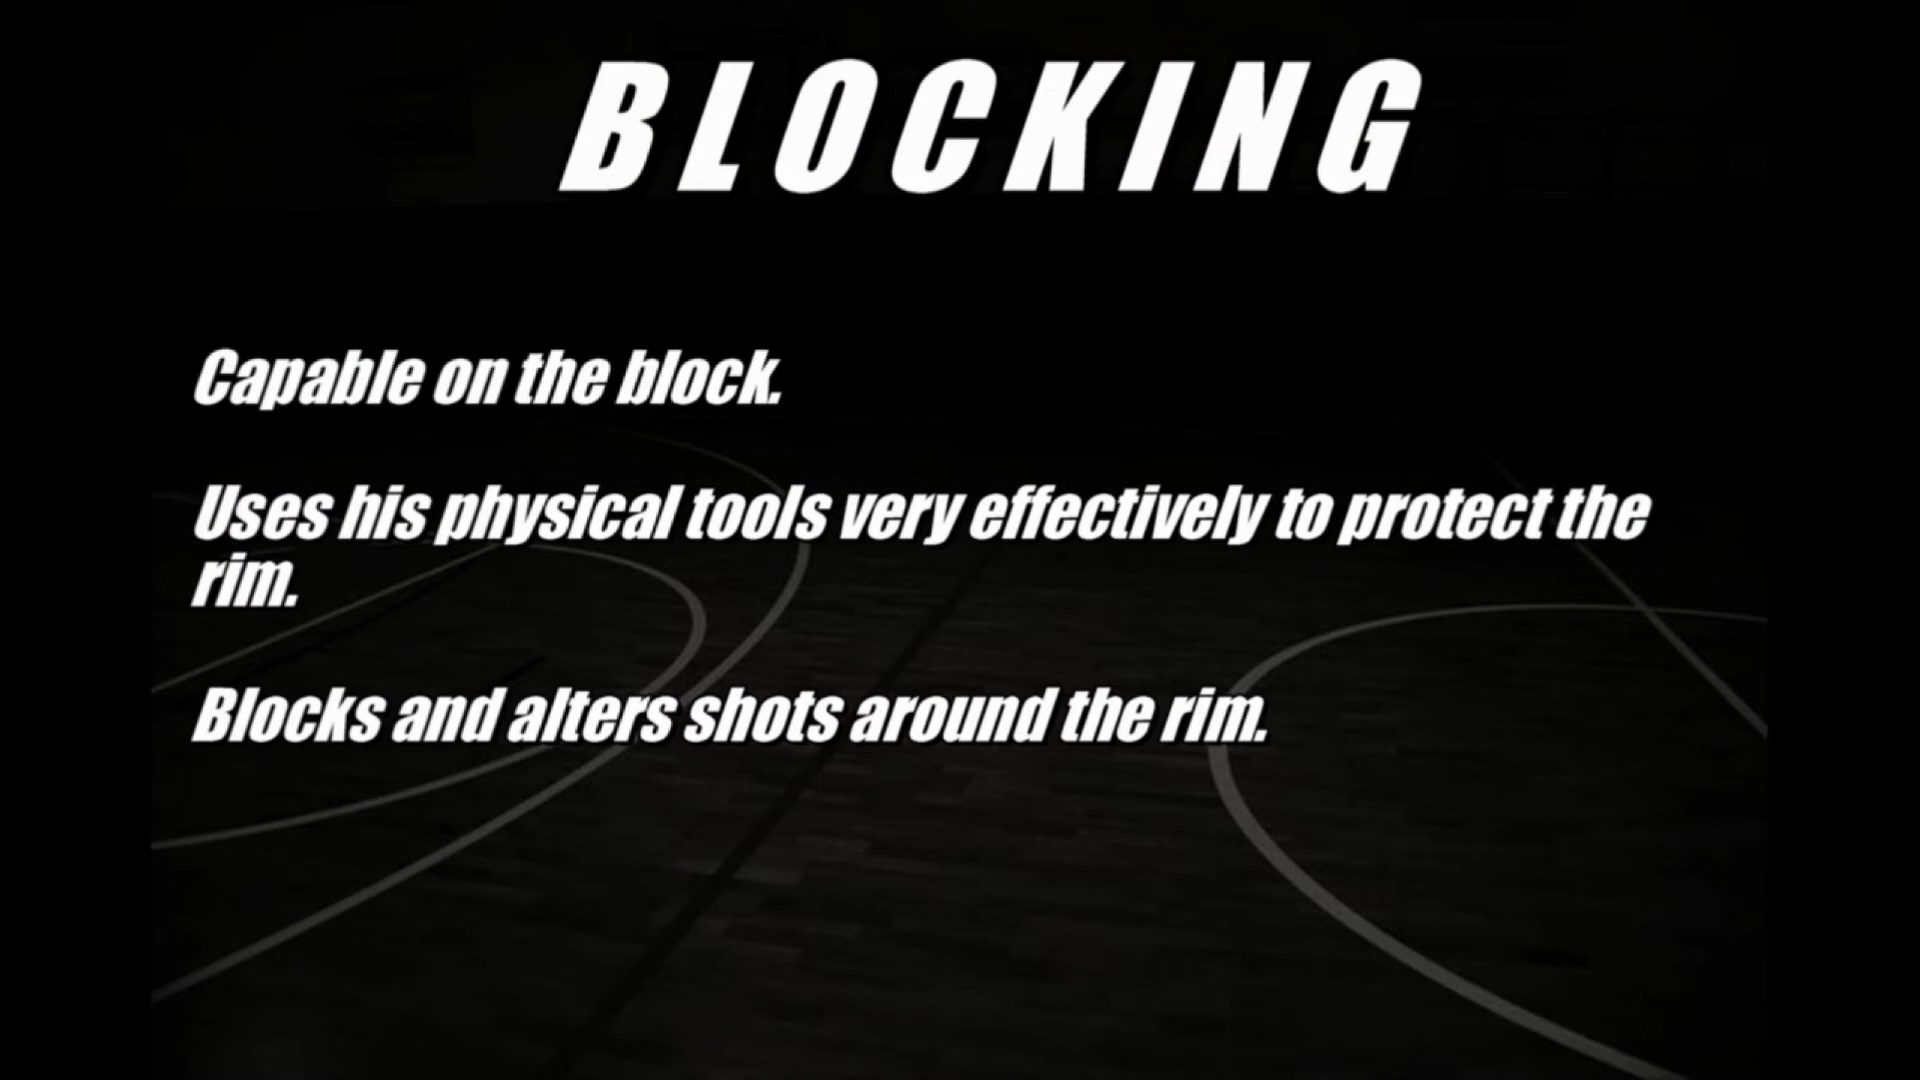 BLOCKING
Capable on the block.
Uses his physical tools very effectively to protect the
rim.
Blocks and alters shots around the rim.